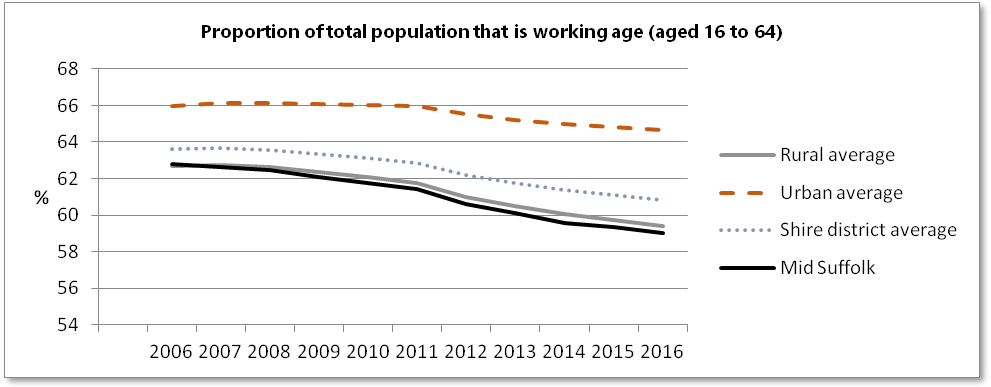 Proportion of total population that is working age (aged 16 to 64)
68
66
64
62
60
58
56
54
%
2006 2007 2008 2009 2010 2011 2012 2013 2014 2015 2016
Rural average
Urban average
Shire district average
Mid Suffolk